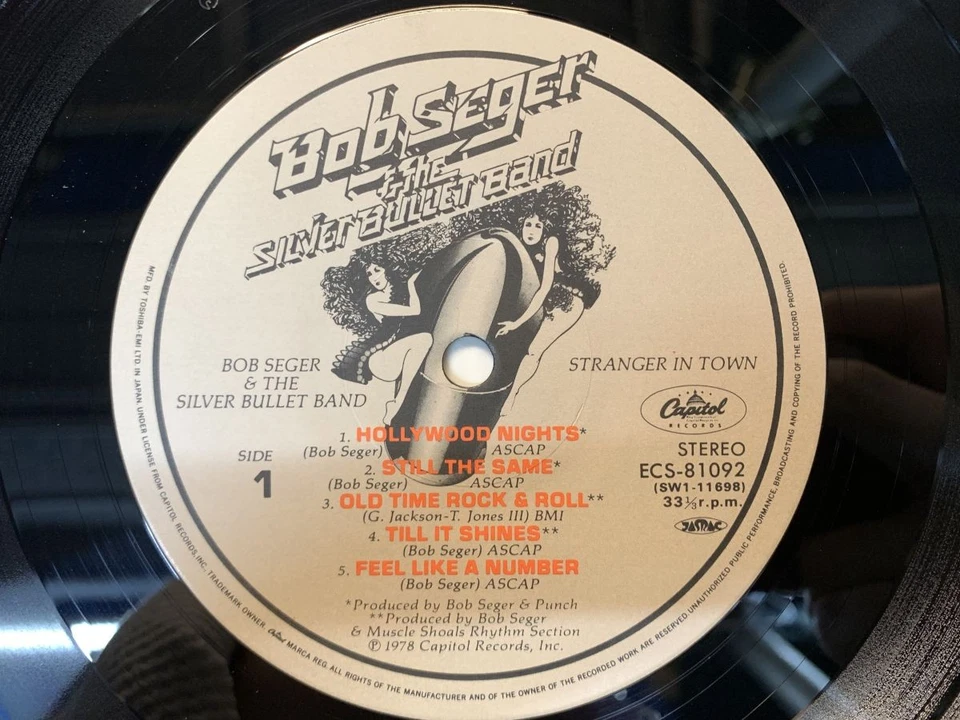 Bob Seger
& the
Silver Bullet Band
BOB SEGER
& THE
SILVER BULLET BAND
STRANGER IN TOWN
Capitol
RECORDS
SIDE
1
STEREO
ECS-81092
(SW1-11698)
33⅓ r.p.m.
JASRAC
1. HOLLYWOOD NIGHTS*
(Bob Seger) ASCAP
2. STILL THE SAME*
(Bob Seger) ASCAP
3. OLD TIME ROCK & ROLL**
(G. Jackson-T. Jones III) BMI
4. TILL IT SHINES**
(Bob Seger) ASCAP
5. FEEL LIKE A NUMBER
(Bob Seger) ASCAP
*Produced by Bob Seger & Punch
**Produced by Bob Seger
& Muscle Shoals Rhythm Section
℗ 1978 Capitol Records, Inc.
MFD. BY TOSHIBA-EMI LTD. IN JAPAN. UNDER LICENSE FROM CAPITOL RECORDS, INC., TRADEMARK OWNER. Capitol MARCA REG. ALL RIGHTS OF THE MANUFACTURER AND OF THE OWNER OF THE RECORDED WORK ARE RESERVED UNAUTHORIZED PUBLIC PERFORMANCE, BROADCASTING AND COPYING OF THE RECORD PROHIBITED.